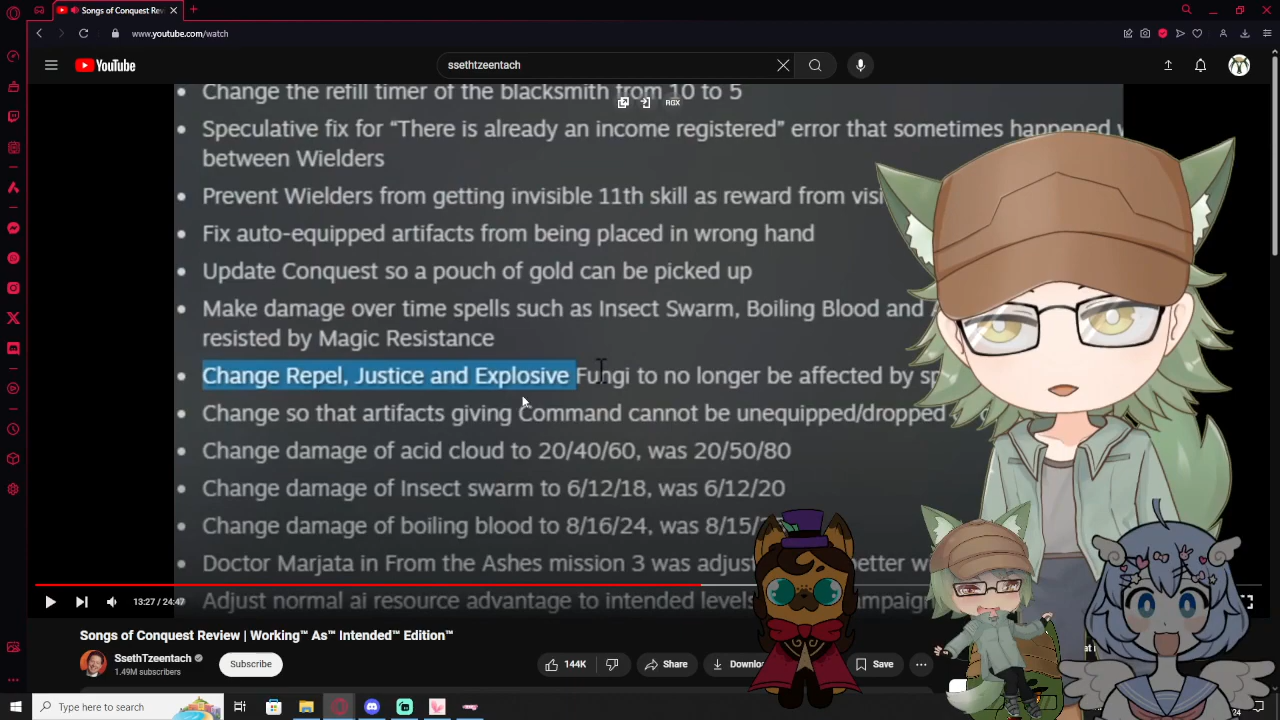 Songs of Conquest Rev
www.youtube.com/watch
YouTube
ssethtzeentach
RGX
Change the refill timer of the blacksmith from 10 to 5
Speculative fix for “There is already an income registered” error that sometimes happened
between Wielders
Prevent Wielders from getting invisible 11th skill as reward from
Fix auto-equipped artifacts from being placed in wrong hand
Update Conquest so a pouch of gold can be picked up
Make damage over time spells such as Insect Swarm, Boiling Blood and
resisted by Magic Resistance
Change Repel, Justice and Explosive Fungi to no longer be affected by
Change so that artifacts giving Command cannot be unequipped/dropped
Change damage of acid cloud to 20/40/60, was 20/50/80
Change damage of Insect swarm to 6/12/18, was 6/12/20
Change damage of boiling blood to 8/16/24, was 8/15/
Doctor Marjata in From the Ashes mission 3 was
Adjust normal ai resource advantage to intended levels
13:27 / 24:47
Songs of Conquest Review | Working™ As™ Intended™ Edition™
SsethTzeentach
1.49M subscribers
Subscribe
144K
Share
Save
Type here to search